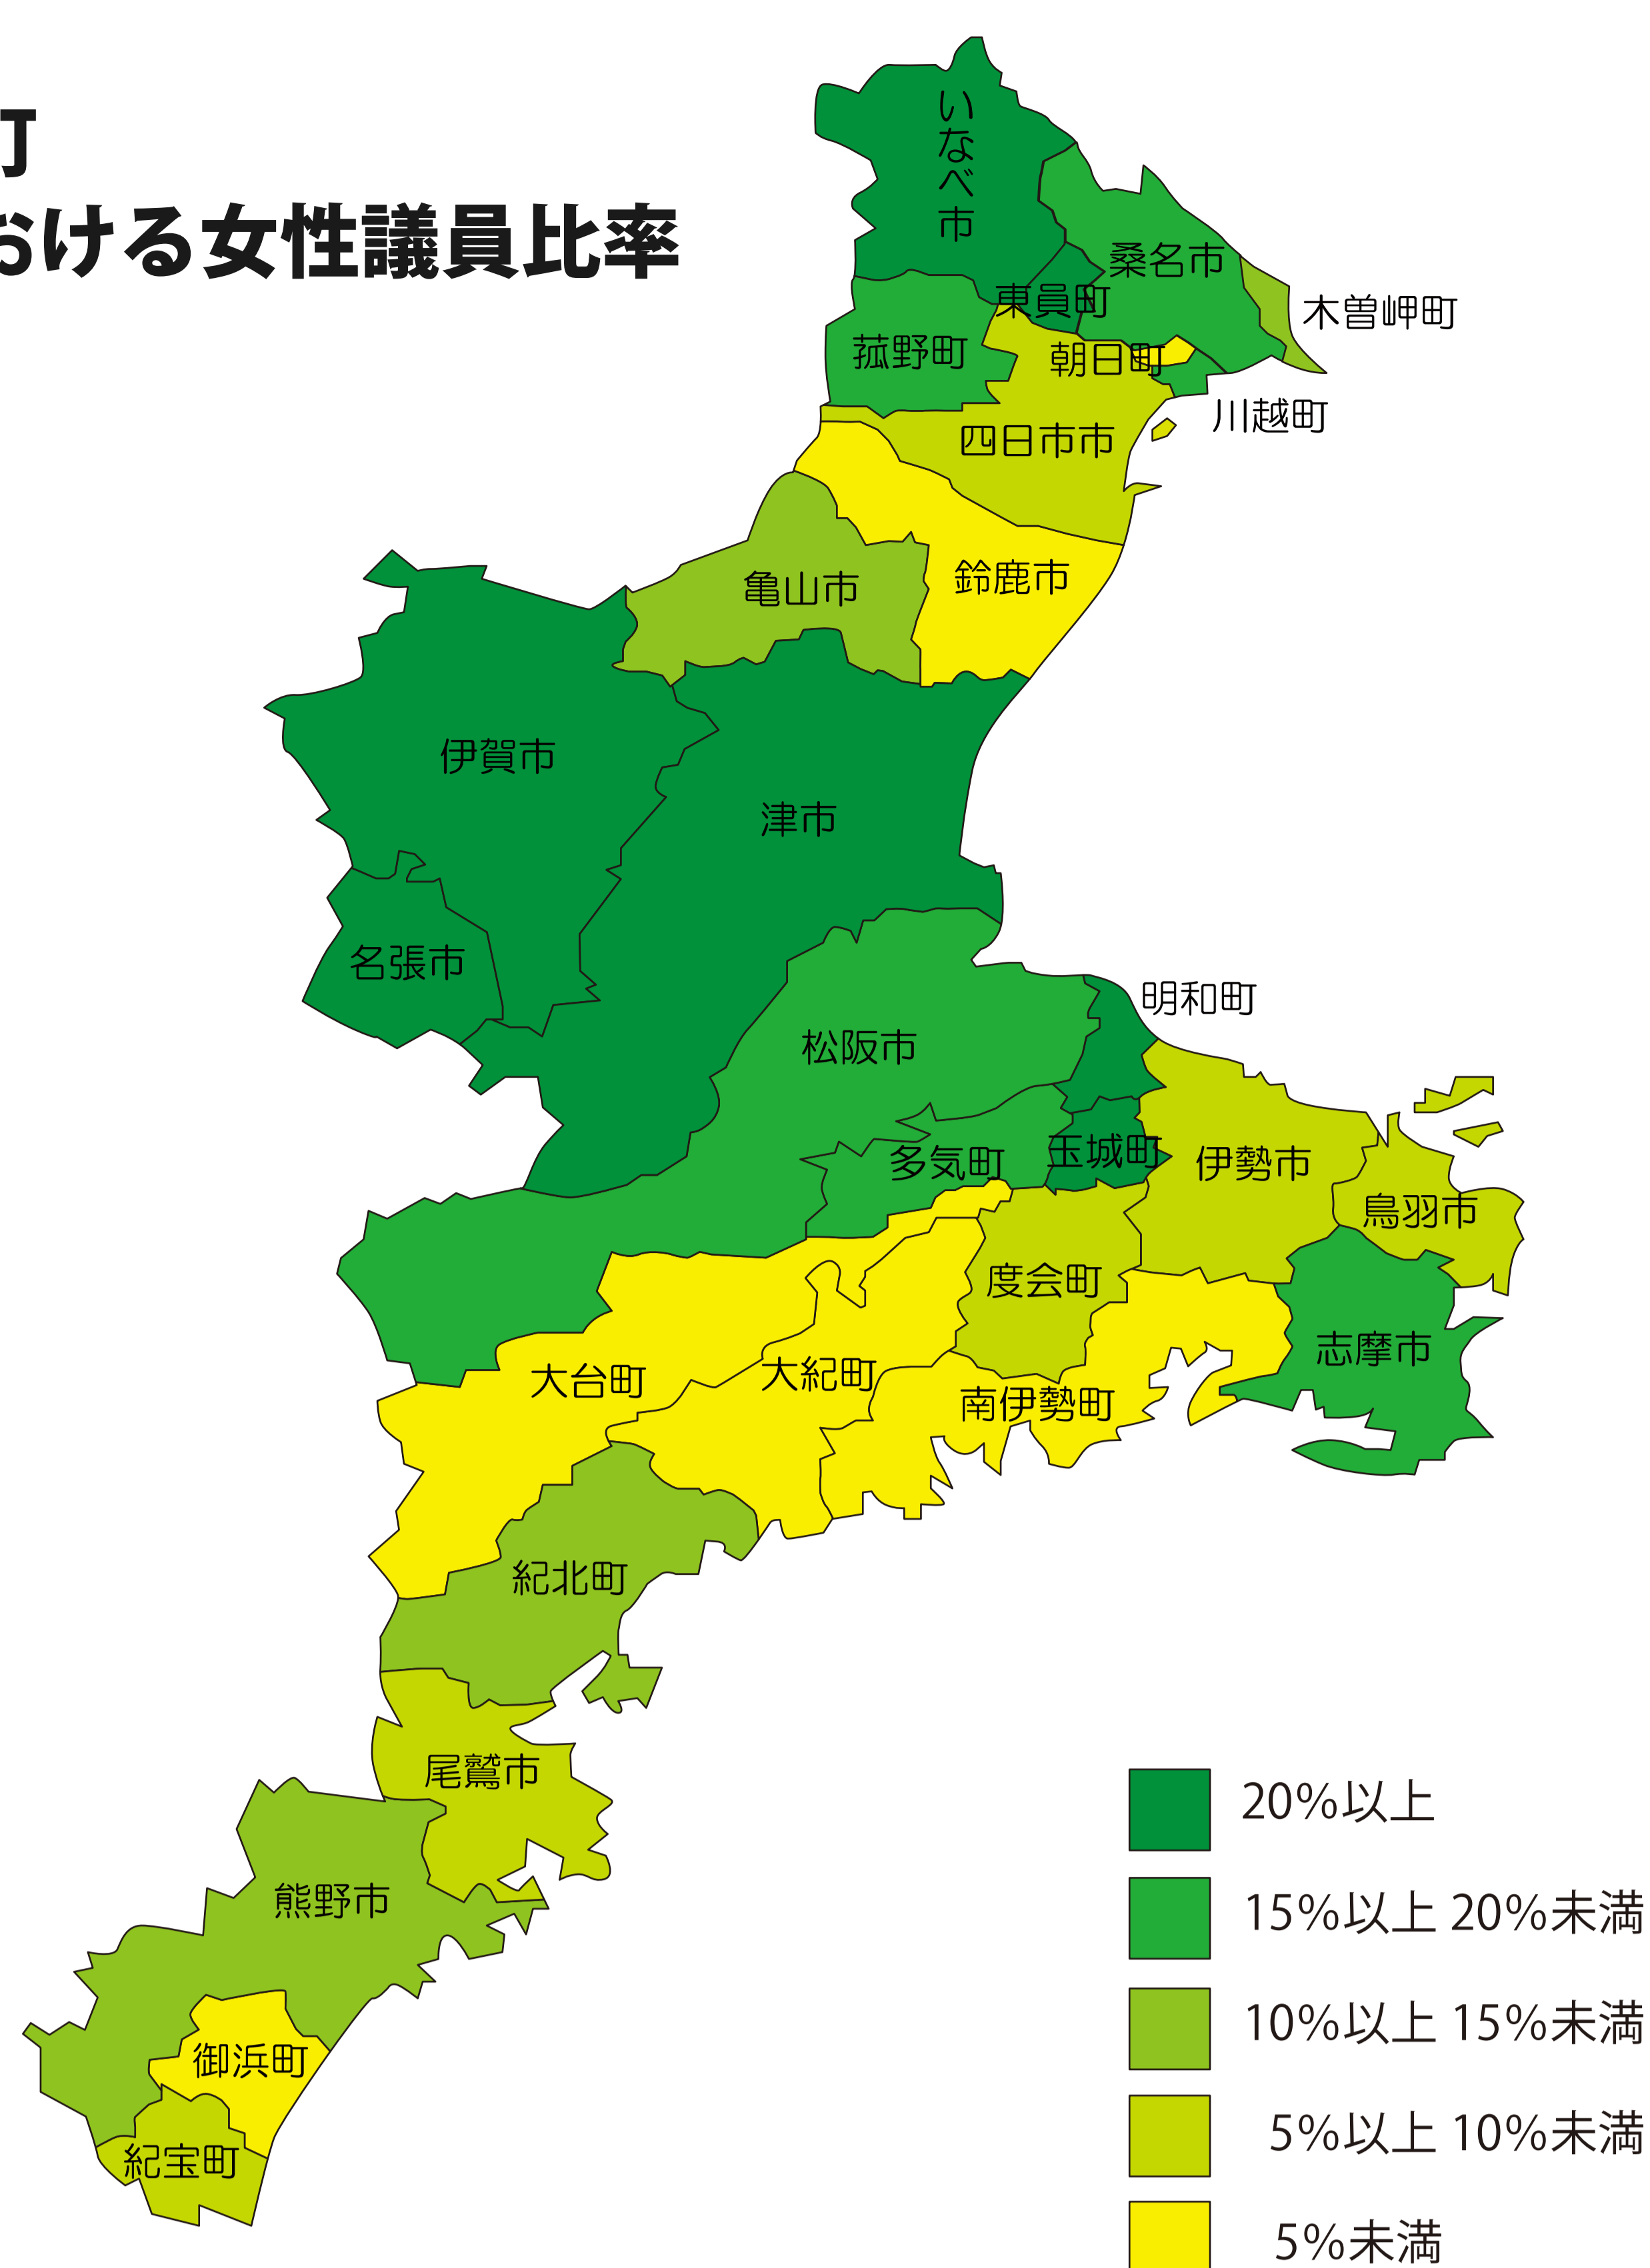 町
おける女性議員比率
いなべ市
桑名市
東員町
木曽岬町
菰野町
朝日町
川越町
四日市市
鈴鹿市
亀山市
伊賀市
津市
名張市
明和町
松阪市
多気町
玉城町
伊勢市
鳥羽市
度会町
志摩市
大台町
大紀町
南伊勢町
紀北町
尾鷲市
熊野市
御浜町
紀宝町
20%以上
15%以上 20%未満
10%以上 15%未満
5%以上 10%未満
5%未満